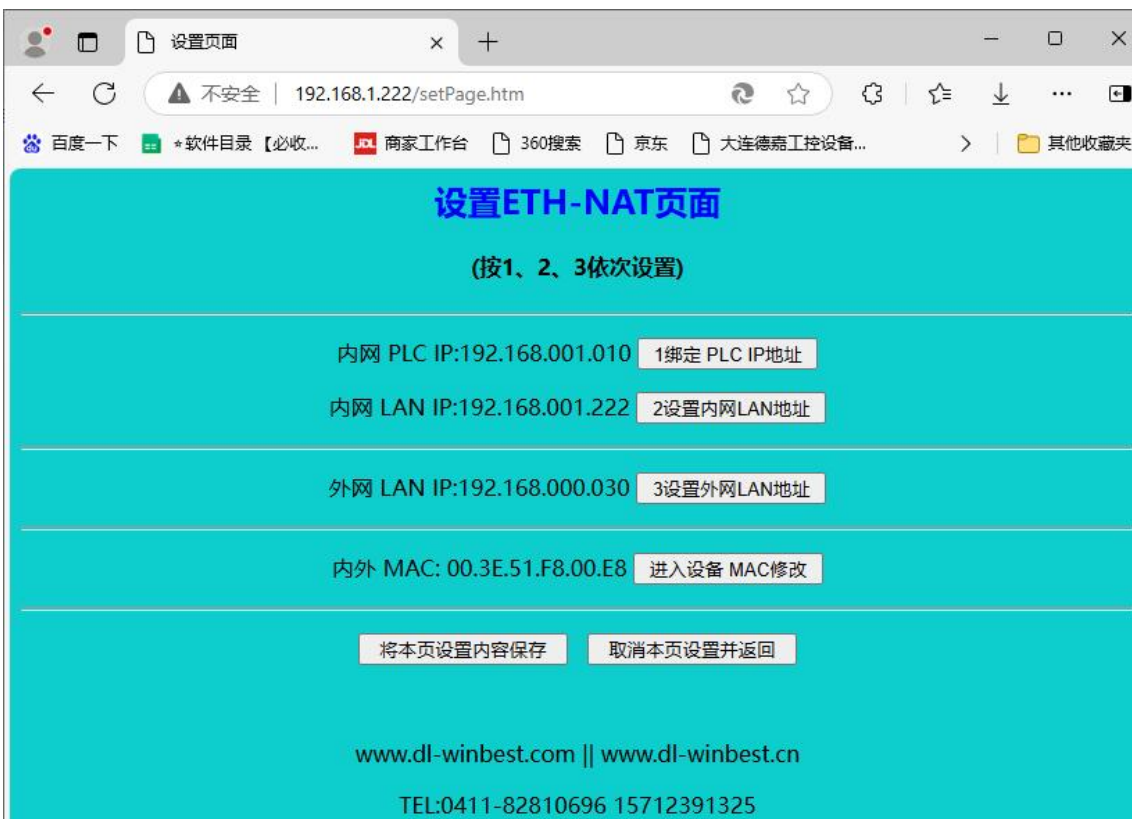 设置页面
不安全 | 192.168.1.222/setPage.htm
百度一下 *软件目录【必收... JDL 商家工作台 360搜索 京东 大连德嘉工控设备... 其他收藏夹
设置ETH-NAT页面
(按1、2、3依次设置)
内网 PLC IP:192.168.001.010 1绑定 PLC IP地址
内网 LAN IP:192.168.001.222 2设置内网LAN地址
外网 LAN IP:192.168.000.030 3设置外网LAN地址
内外 MAC: 00.3E.51.F8.00.E8 进入设备 MAC修改
将本页设置内容保存 取消本页设置并返回
www.dl-winbest.com || www.dl-winbest.cn
TEL:0411-82810696 15712391325